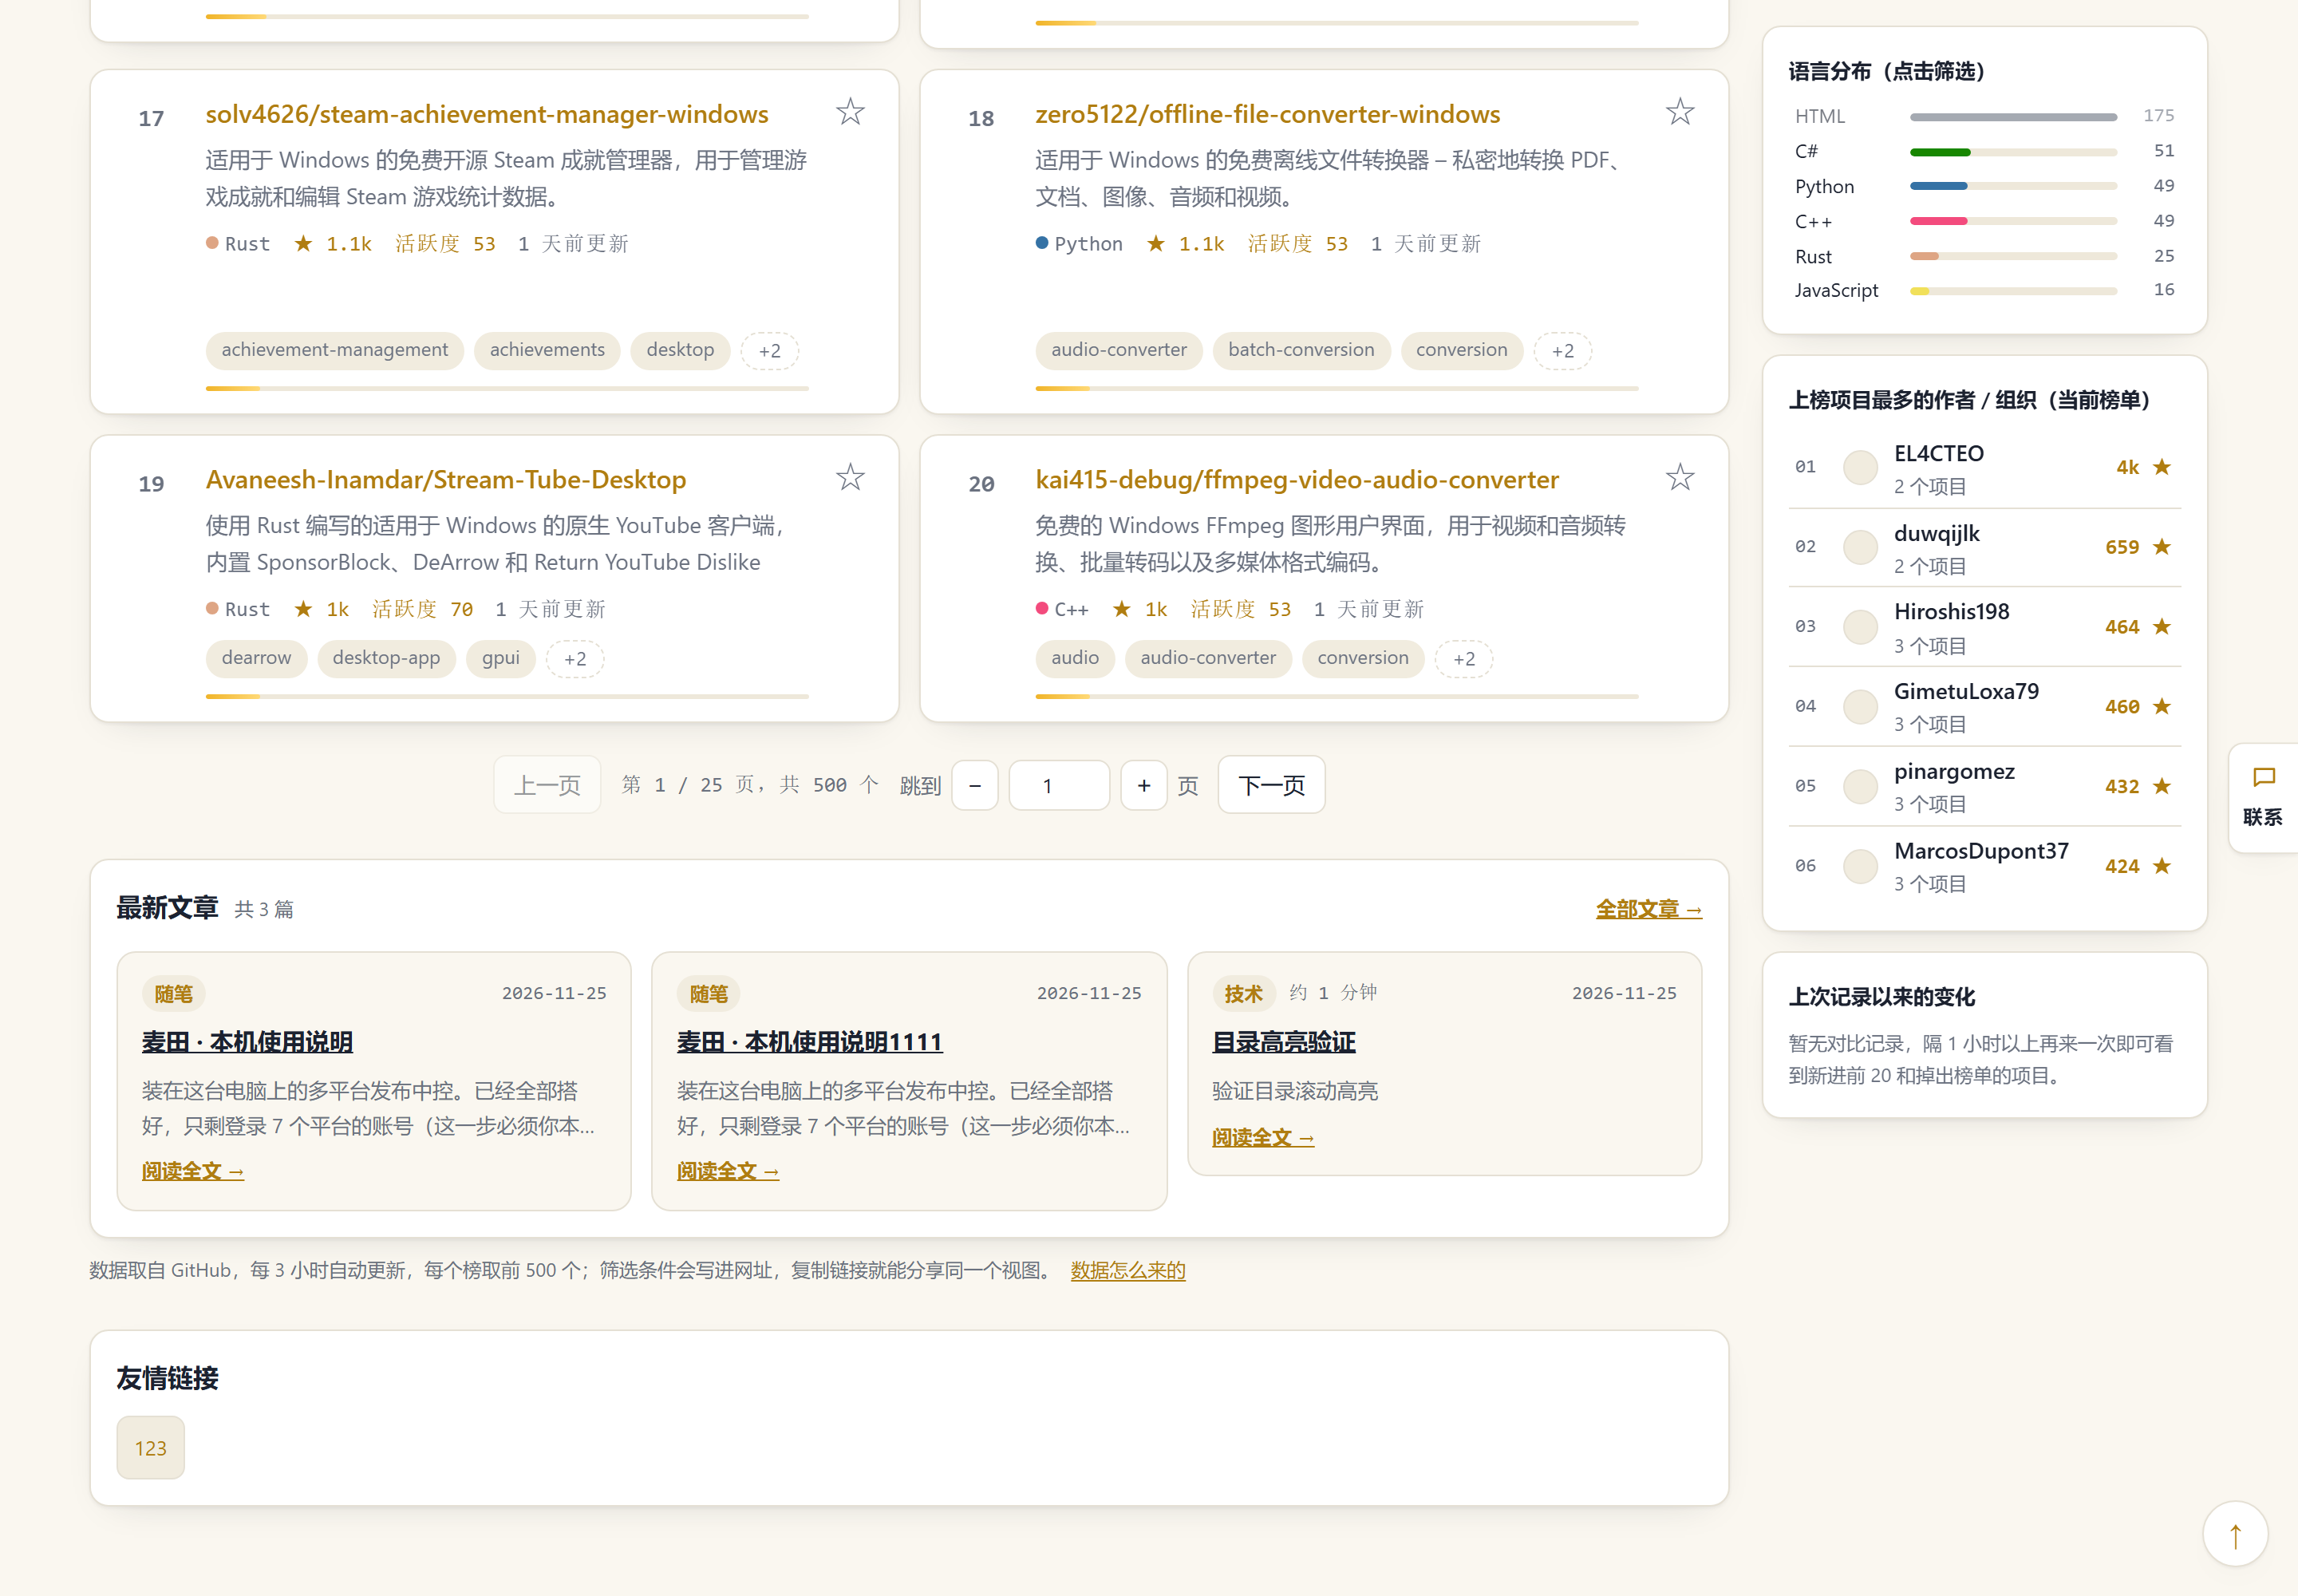 17
solv4626/steam-achievement-manager-windows
适用于 Windows 的免费开源 Steam 成就管理器，用于管理游
戏成就和编辑 Steam 游戏统计数据。
Rust ★ 1.1k 活跃度 53 1 天前更新
achievement-management achievements desktop +2
18
zero5122/offline-file-converter-windows
适用于 Windows 的免费离线文件转换器 – 私密地转换 PDF、
文档、图像、音频和视频。
Python ★ 1.1k 活跃度 53 1 天前更新
audio-converter batch-conversion conversion +2
19
Avaneesh-Inamdar/Stream-Tube-Desktop
使用 Rust 编写的适用于 Windows 的原生 YouTube 客户端，
内置 SponsorBlock、DeArrow 和 Return YouTube Dislike
Rust ★ 1k 活跃度 70 1 天前更新
dearrow desktop-app gpui +2
20
kai415-debug/ffmpeg-video-audio-converter
免费的 Windows FFmpeg 图形用户界面，用于视频和音频转
换、批量转码以及多媒体格式编码。
C++ ★ 1k 活跃度 53 1 天前更新
audio audio-converter conversion +2
上一页 第 1 / 25 页，共 500 个 跳到 − 1 + 页 下一页
最新文章 共 3 篇 全部文章 →
随笔 2026-11-25
麦田 · 本机使用说明
装在这台电脑上的多平台发布中控。已经全部搭
好，只剩登录 7 个平台的账号（这一步必须你本...
阅读全文 →
随笔 2026-11-25
麦田 · 本机使用说明1111
装在这台电脑上的多平台发布中控。已经全部搭
好，只剩登录 7 个平台的账号（这一步必须你本...
阅读全文 →
技术 约 1 分钟 2026-11-25
目录高亮验证
验证目录滚动高亮
阅读全文 →
数据取自 GitHub，每 3 小时自动更新，每个榜取前 500 个；筛选条件会写进网址，复制链接就能分享同一个视图。 数据怎么来的
友情链接
123
语言分布（点击筛选）
HTML 175
C# 51
Python 49
C++ 49
Rust 25
JavaScript 16
上榜项目最多的作者 / 组织（当前榜单）
01 EL4CTEO 4k ★
2 个项目
02 duwqijlk 659 ★
2 个项目
03 Hiroshis198 464 ★
3 个项目
04 GimetuLoxa79 460 ★
3 个项目
05 pinargomez 432 ★
3 个项目
06 MarcosDupont37 424 ★
3 个项目
上次记录以来的变化
暂无对比记录，隔 1 小时以上再来一次即可看
到新进前 20 和掉出榜单的项目。
联系
↑